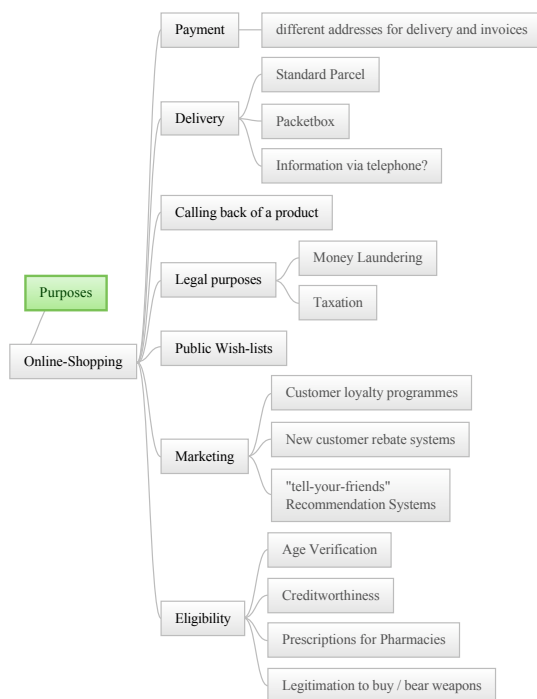 Payment
different addresses for delivery and invoices
Standard Parcel
Delivery
Packetbox
Information via telephone?
Calling back of a product
Money Laundering
Legal purposes
Taxation
Purposes
Public Wish-lists
Online-Shopping
Customer loyalty programmes
New customer rebate systems
Marketing
"tell-your-friends"
Recommendation Systems
Age Verification
Creditworthiness
Eligibility
Prescriptions for Pharmacies
Legitimation to buy / bear weapons